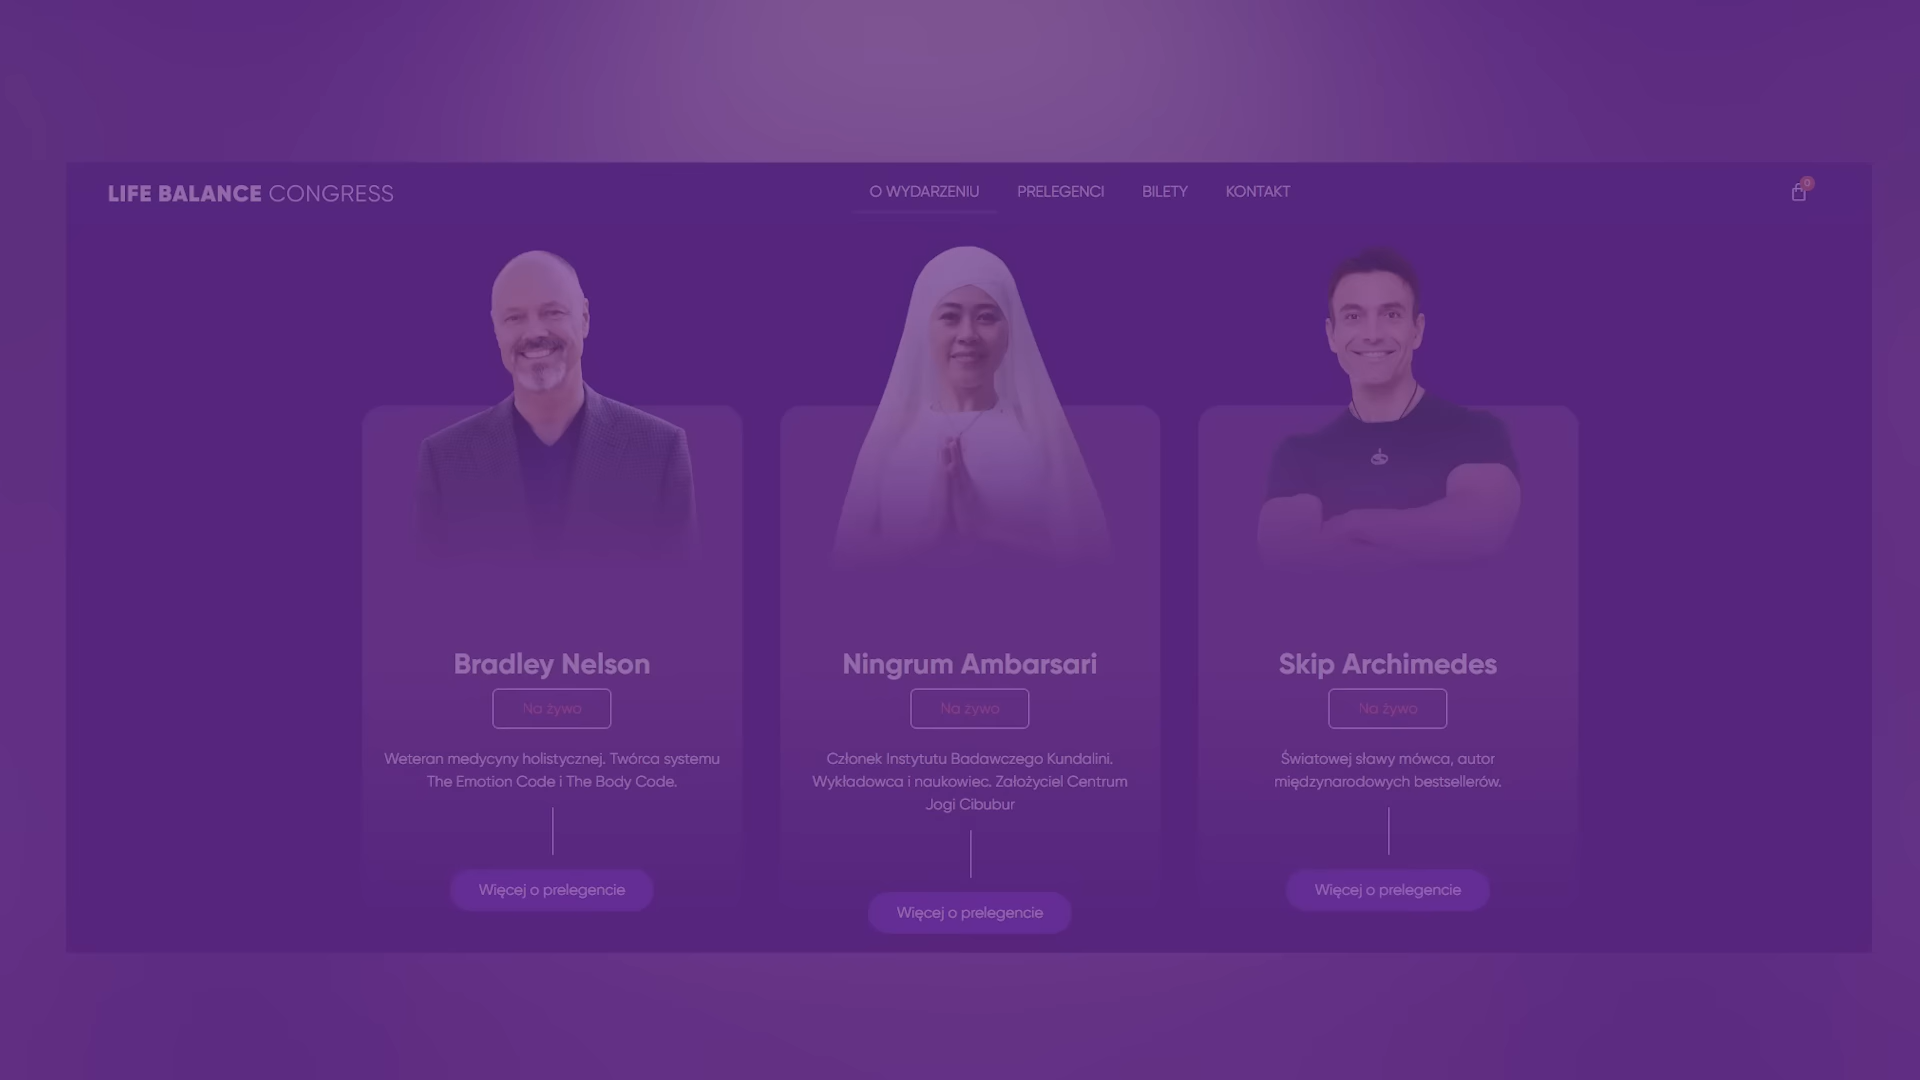 LIFE BALANCE CONGRESS
O WYDARZENIU
PRELEGENCI
BILETY
KONTAKT
0
Bradley Nelson
Na żywo
Weteran medycyny holistycznej. Twórca systemu
The Emotion Code i The Body Code.
Więcej o prelegencie
Ningrum Ambarsari
Na żywo
Członek Instytutu Badawczego Kundalini.
Wykładowca i naukowiec. Założyciel Centrum
Jogi Cibubur
Więcej o prelegencie
Skip Archimedes
Na żywo
Światowej sławy mówca, autor
międzynarodowych bestsellerów.
Więcej o prelegencie